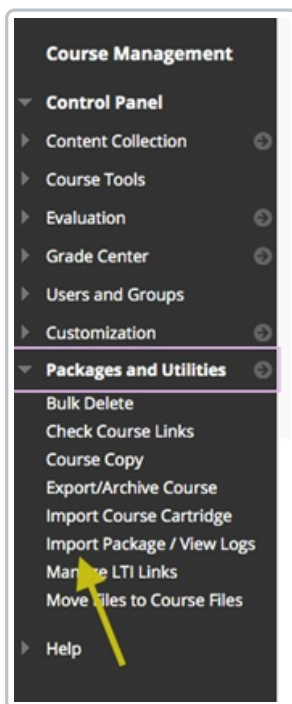 Course Management
Control Panel
Content Collection
Course Tools
Evaluation
Grade Center
Users and Groups
Customization
Packages and Utilities
Bulk Delete
Check Course Links
Course Copy
Export/Archive Course
Import Course Cartridge
Import Package / View Logs
Manage LTI Links
Move Files to Course Files
Help